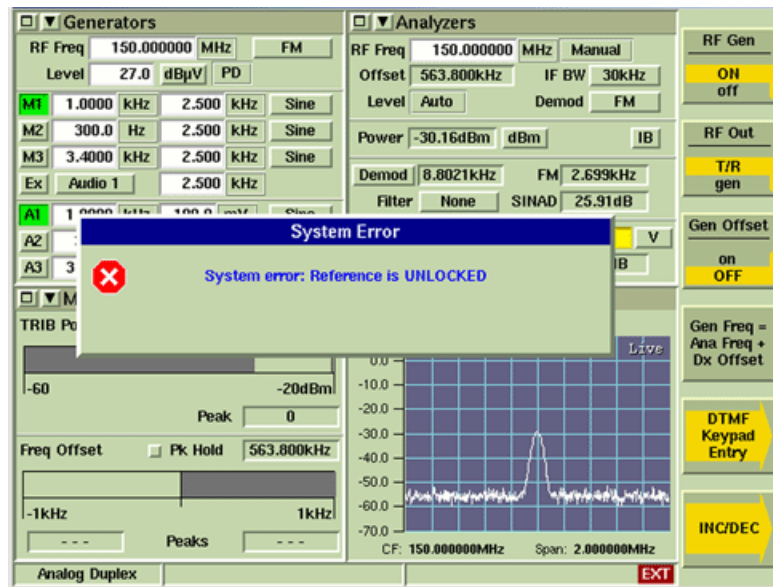 Generators
RF Freq 150.000000 MHz FM
Level 27.0 dBµV PD
M1 1.0000 kHz 2.500 kHz Sine
M2 300.0 Hz 2.500 kHz Sine
M3 3.4000 kHz 2.500 kHz Sine
Ex Audio 1 2.500 kHz
A1
A2
A3 3
Analyzers
RF Freq 150.000000 MHz Manual
Offset 563.800kHz IF BW 30kHz
Level Auto Demod FM
Power -30.16dBm dBm IB
Demod 8.8021kHz FM 2.699kHz
Filter None SINAD 25.91dB
V
System Error
System error: Reference is UNLOCKED
TRIB
-60 -20dBm
Peak 0
Freq Offset Pk Hold 563.800kHz
-1kHz 1kHz
- - - Peaks - - -
Live
0.0
-10.0
-20.0
-30.0
-40.0
-50.0
-60.0
-70.0
CF: 150.000000MHz Span: 2.000000MHz
Analog Duplex EXT
RF Gen
ON
off
RF Out
T/R
gen
Gen Offset
on
OFF
Gen Freq =
Ana Freq +
Dx Offset
DTMF
Keypad
Entry
INC/DEC